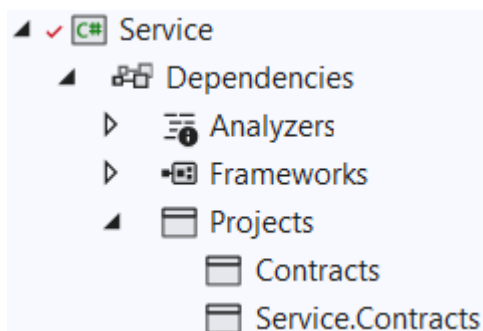 C# Service
Dependencies
Analyzers
Frameworks
Projects
Contracts
Service.Contracts